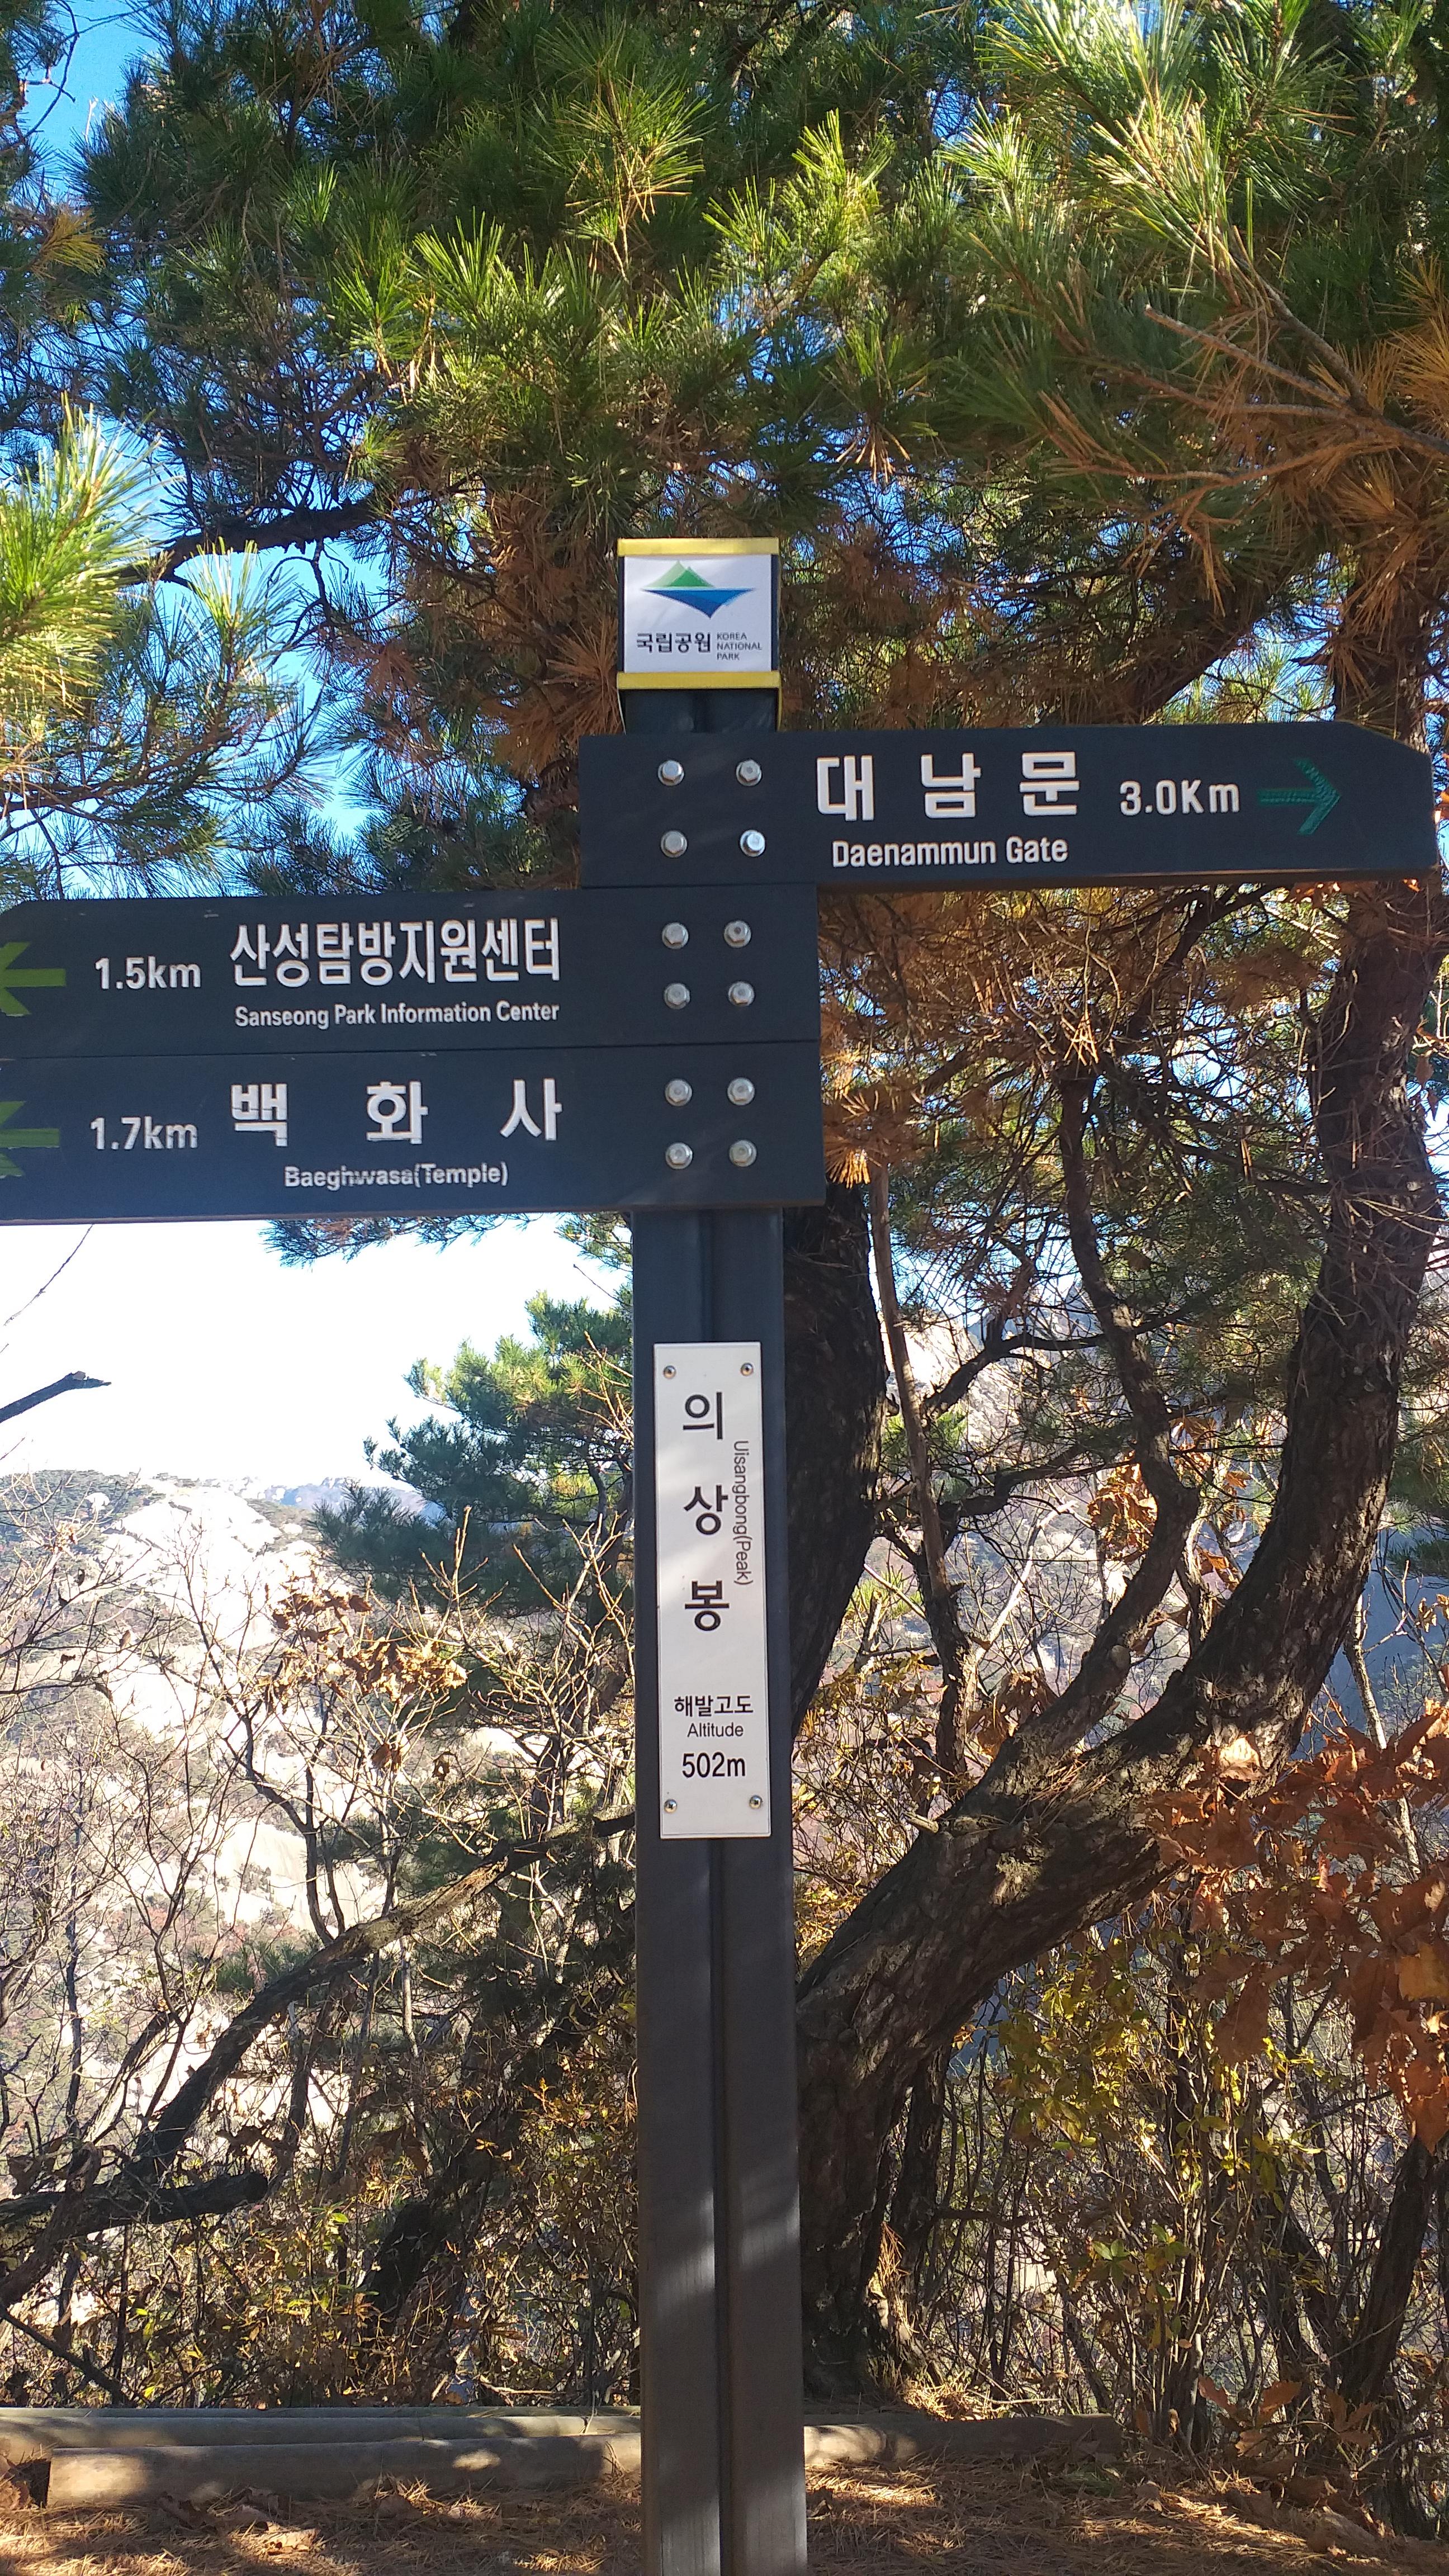 국립공원 KOREA NATIONAL PARK
대남문 3.0Km
Daenammun Gate
1.5km 산성탐방지원센터
Sanseong Park Information Center
1.7km 백화사
Baeghwasa(Temple)
의상봉
Uisangbong(Peak)
해발고도
Altitude
502m